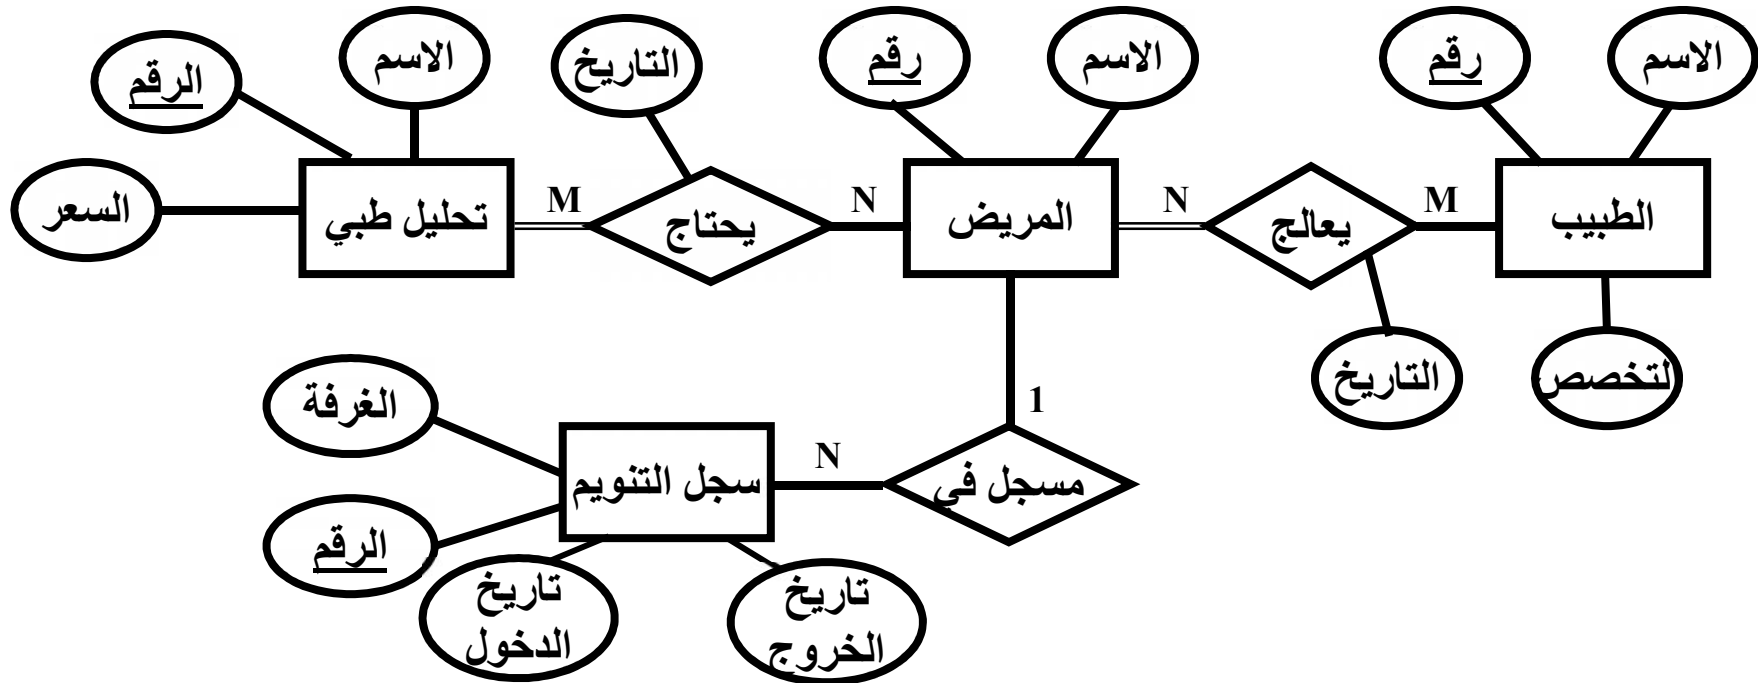 الاسم
رقم
الاسم
رقم
التاريخ
الاسم
الرقم
السعر
الطبيب
M
يعالج
N
المريض
N
يحتاج
M
تحليل طبي
لتخصص
التاريخ
1
مسجل في
N
سجل التنويم
الغرفة
الرقم
تاريخ
الخروج
تاريخ
الدخول